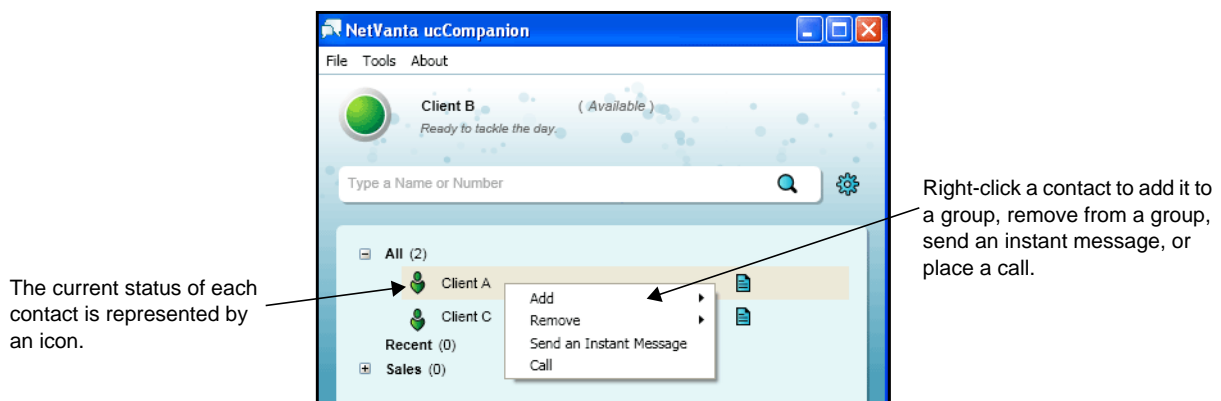 NetVanta ucCompanion
File Tools About
Client B ( Available )
Ready to tackle the day.
Type a Name or Number
All (2)
Client A
Client C
Recent (0)
Sales (0)
Add
Remove
Send an Instant Message
Call
The current status of each
contact is represented by
an icon.
Right-click a contact to add it to
a group, remove from a group,
send an instant message, or
place a call.